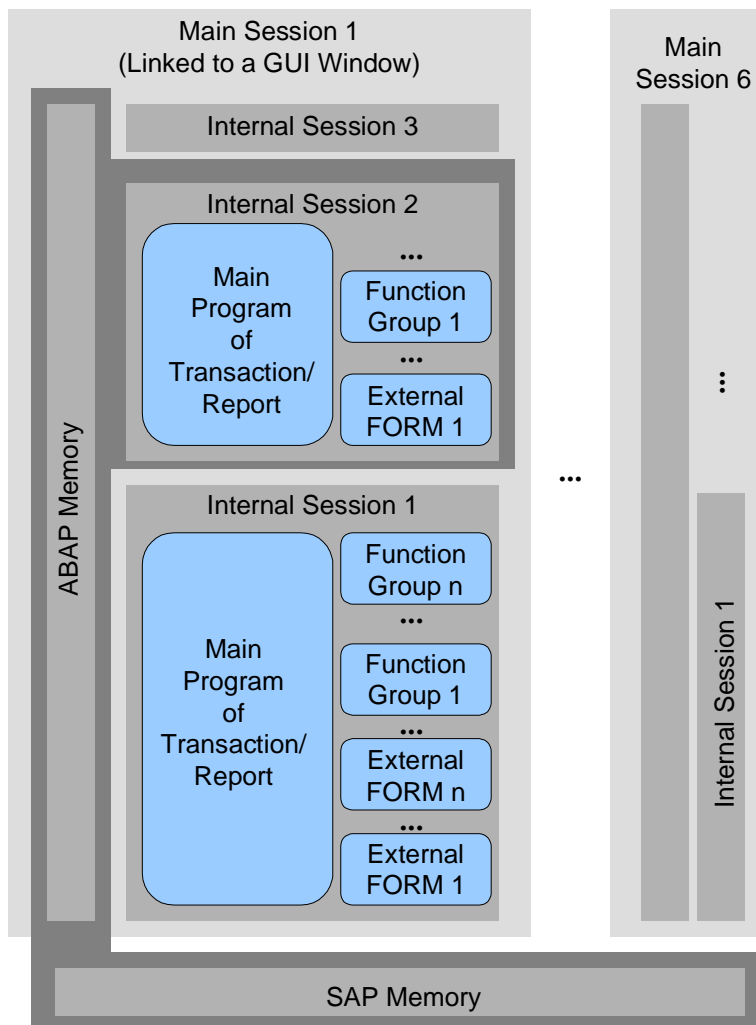 Main Session 1
(Linked to a GUI Window)
Internal Session 3
Internal Session 2
Main
Program
of
Transaction/
Report
...
Function
Group 1
...
External
FORM 1
ABAP Memory
Internal Session 1
Main
Program
of
Transaction/
Report
Function
Group n
...
Function
Group 1
...
External
FORM n
...
External
FORM 1
...
Main
Session 6
...
Internal Session 1
SAP Memory